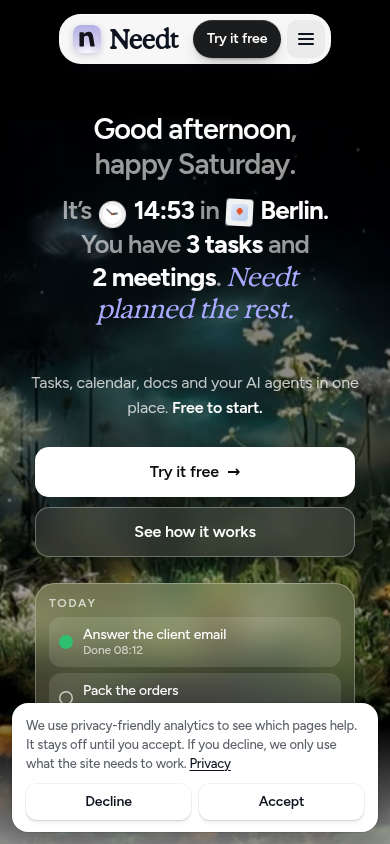 n Needt
Try it free
Good afternoon,
happy Saturday.
It's 14:53 in Berlin.
You have 3 tasks and
2 meetings. Needt
planned the rest.
Tasks, calendar, docs and your AI agents in one
place. Free to start.
Try it free →
See how it works
TODAY
Answer the client email
Done 08:12
Pack the orders
We use privacy-friendly analytics to see which pages help.
It stays off until you accept. If you decline, we only use
what the site needs to work. Privacy
Decline
Accept